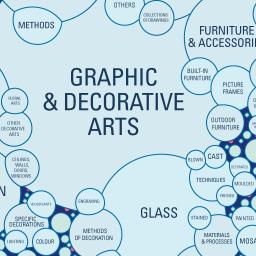 METHODS
OTHERS
COLLECTIONS
OF DRAWINGS
FURNITURE
& ACCESSORI
BUILT-IN
FURNITURE
PICTURE
FRAMES
GRAPHIC
& DECORATIVE
ARTS
FLORAL
ARTS
OTHER
DECORATIVE
ARTS
OUTDOOR
FURNITURE
CEILINGS,
WALLS,
DOORS,
WINDOWS
BLOWN
CAST
TECHNIQUES
MOULDED
N
ENGRAVING
GLASS
SPECIFIC
DECORATIONS
STAINED
PAINTED
LIGHTING
COLOUR
METHODS
OF DECORATION
MATERIALS
& PROCESSES
MOSA